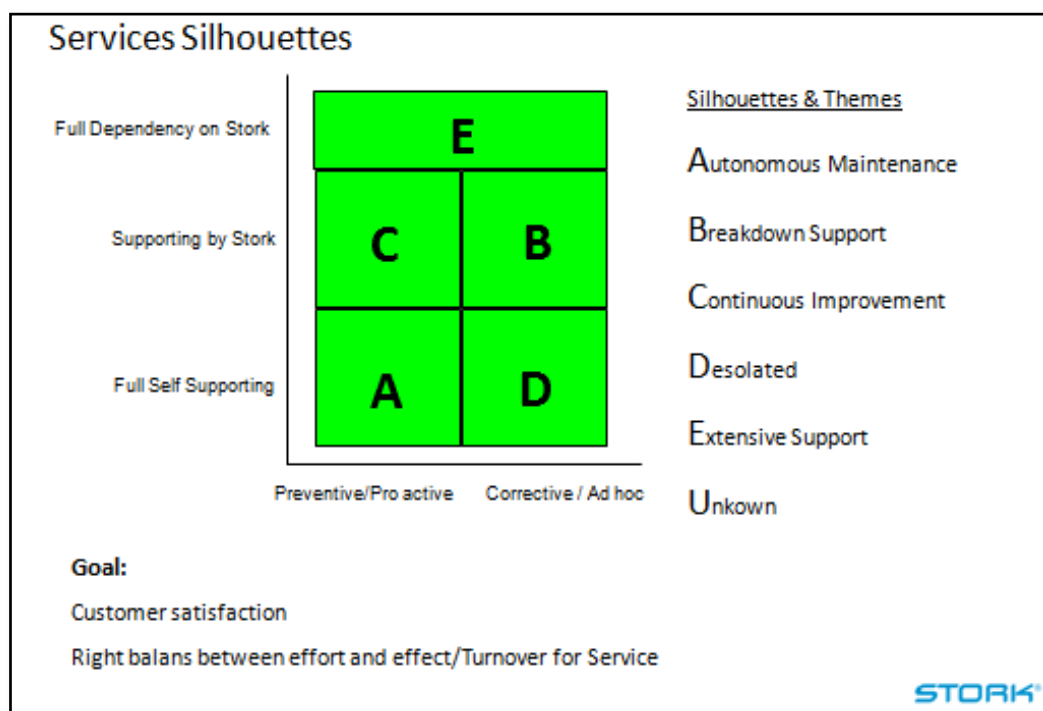 Services Silhouettes
Full Dependency on Stork
Supporting by Stork
Full Self Supporting
E
C
B
A
D
Preventive/Pro active
Corrective / Ad hoc
Silhouettes & Themes
Autonomous Maintenance
Breakdown Support
Continuous Improvement
Desolated
Extensive Support
Unkown
Goal:
Customer satisfaction
Right balans between effort and effect/Turnover for Service
STORK®